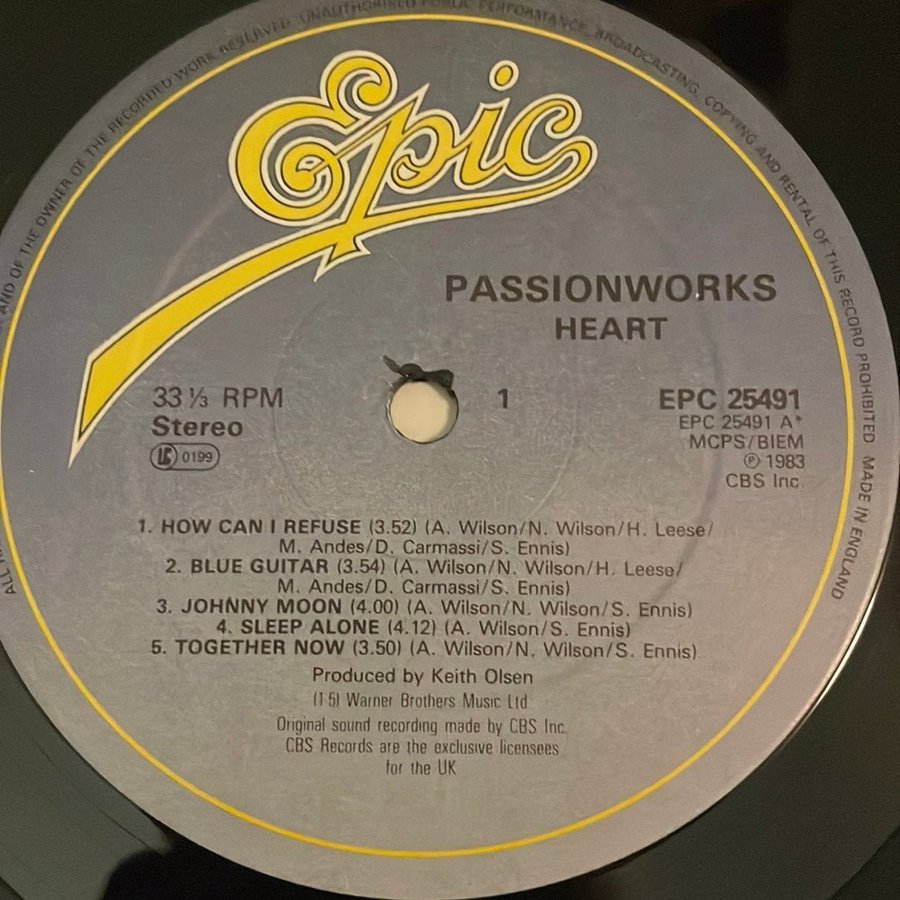 AND OF THE OWNER OF THE RECORDED WORK RESERVED. UNAUTHORISED PUBLIC PERFORMANCE, BROADCASTING, COPYING AND RENTAL OF THIS RECORD PROHIBITED MADE IN ENGLAND
Epic
PASSIONWORKS
HEART
33 ⅓ RPM
1
EPC 25491
Stereo
EPC 25491 A*
MCPS/BIEM
LC 0199
℗ 1983
CBS Inc.
1. HOW CAN I REFUSE (3.52) (A. Wilson/N. Wilson/H. Leese/
M. Andes/D. Carmassi/S. Ennis)
2. BLUE GUITAR (3.54) (A. Wilson/N. Wilson/H. Leese/
M. Andes/D. Carmassi/S. Ennis)
3. JOHNNY MOON (4.00) (A. Wilson/N. Wilson/S. Ennis)
4. SLEEP ALONE (4.12) (A. Wilson/S. Ennis)
5. TOGETHER NOW (3.50) (A. Wilson/N. Wilson/S. Ennis)
Produced by Keith Olsen
(1-5) Warner Brothers Music Ltd.
Original sound recording made by CBS Inc.
CBS Records are the exclusive licensees
for the UK